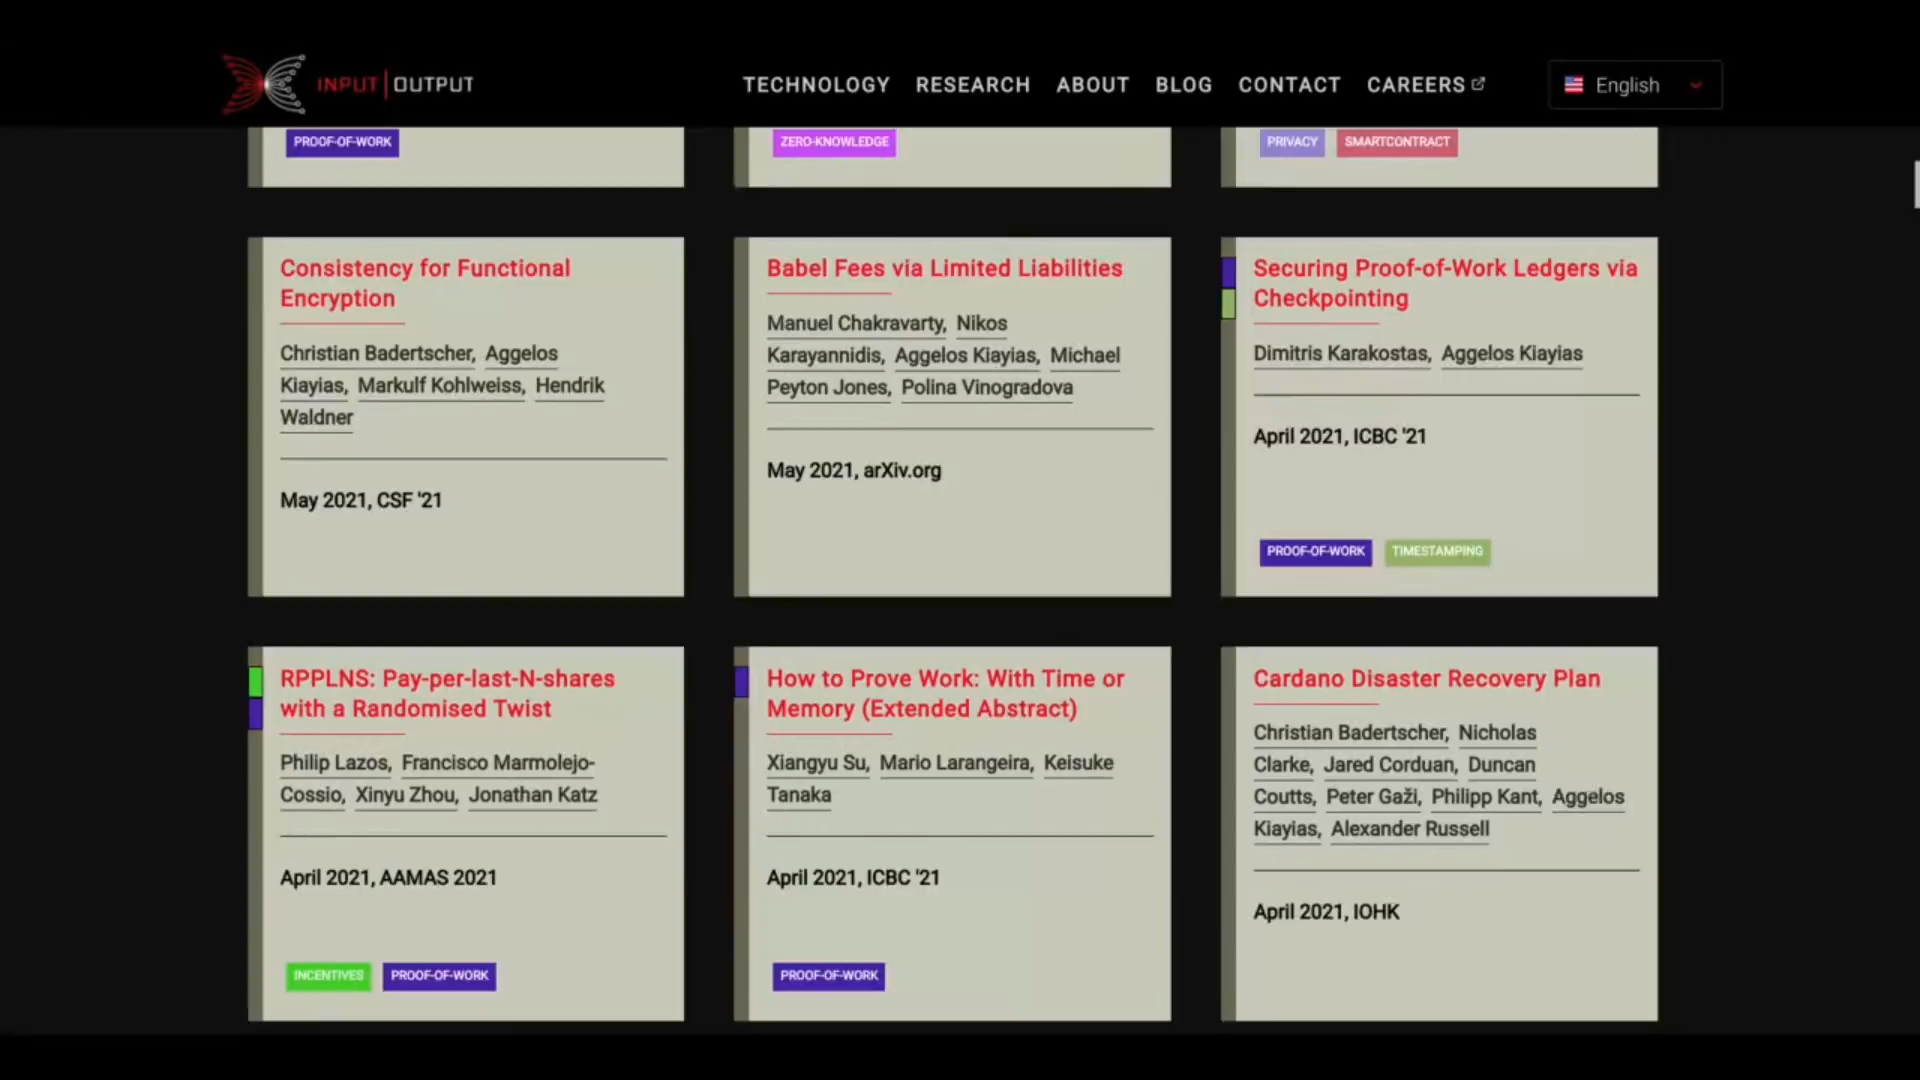 INPUT | OUTPUT
TECHNOLOGY RESEARCH ABOUT BLOG CONTACT CAREERS
English
PROOF-OF-WORK
ZERO-KNOWLEDGE
PRIVACY SMARTCONTRACT
Consistency for Functional
Encryption
Christian Badertscher, Aggelos
Kiayias, Markulf Kohlweiss, Hendrik
Waldner
May 2021, CSF '21
Babel Fees via Limited Liabilities
Manuel Chakravarty, Nikos
Karayannidis, Aggelos Kiayias, Michael
Peyton Jones, Polina Vinogradova
May 2021, arXiv.org
Securing Proof-of-Work Ledgers via
Checkpointing
Dimitris Karakostas, Aggelos Kiayias
April 2021, ICBC '21
PROOF-OF-WORK TIMESTAMPING
RPPLNS: Pay-per-last-N-shares
with a Randomised Twist
Philip Lazos, Francisco Marmolejo-
Cossio, Xinyu Zhou, Jonathan Katz
April 2021, AAMAS 2021
INCENTIVES PROOF-OF-WORK
How to Prove Work: With Time or
Memory (Extended Abstract)
Xiangyu Su, Mario Larangeira, Keisuke
Tanaka
April 2021, ICBC '21
PROOF-OF-WORK
Cardano Disaster Recovery Plan
Christian Badertscher, Nicholas
Clarke, Jared Corduan, Duncan
Coutts, Peter Gaži, Philipp Kant, Aggelos
Kiayias, Alexander Russell
April 2021, IOHK